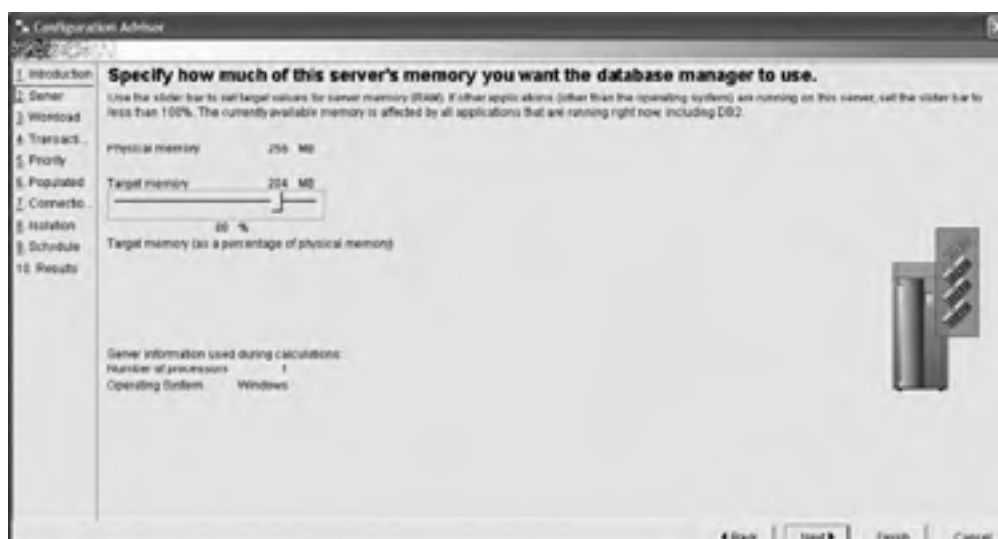 Configuration Advisor
1. Introduction
2. Server
3. Workload
4. Transacti...
5. Priority
6. Populated
7. Connectio...
8. Isolation
9. Schedule
10. Results
Specify how much of this server's memory you want the database manager to use.
Use the slider bar to set target values for server memory (RAM). If other applications (other than the operating system) are running on this server, set the slider bar to
less than 100%. The currently available memory is affected by all applications that are running right now, including DB2.
Physical memory 256 MB
Target memory 204 MB
80 %
Target memory (as a percentage of physical memory)
Server information used during calculations:
Number of processors 1
Operating System Windows
Back Next Finish Cancel